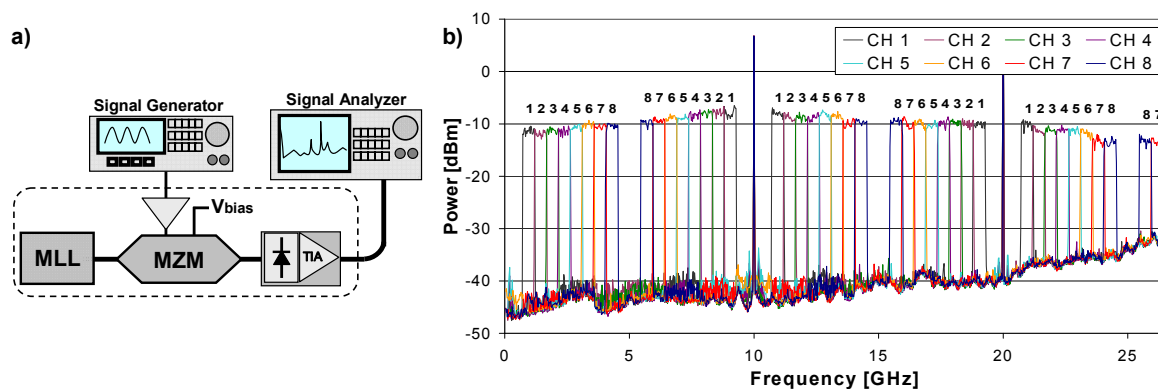 a)
Signal Generator
Signal Analyzer
Vbias
MLL
MZM
TIA
b)
Power [dBm]
10
0
-10
-20
-30
-40
-50
CH 1 CH 2 CH 3 CH 4
CH 5 CH 6 CH 7 CH 8
1 2 3 4 5 6 7 8
8 7 6 5 4 3 2 1
1 2 3 4 5 6 7 8
8 7 6 5 4 3 2 1
1 2 3 4 5 6 7 8
8 7
0 5 10 15 20 25
Frequency [GHz]